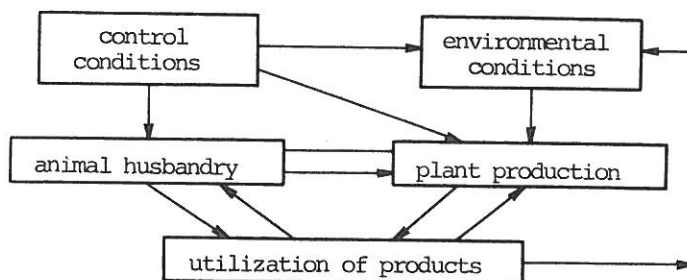 control
conditions
environmental
conditions
animal husbandry
plant production
utilization of products